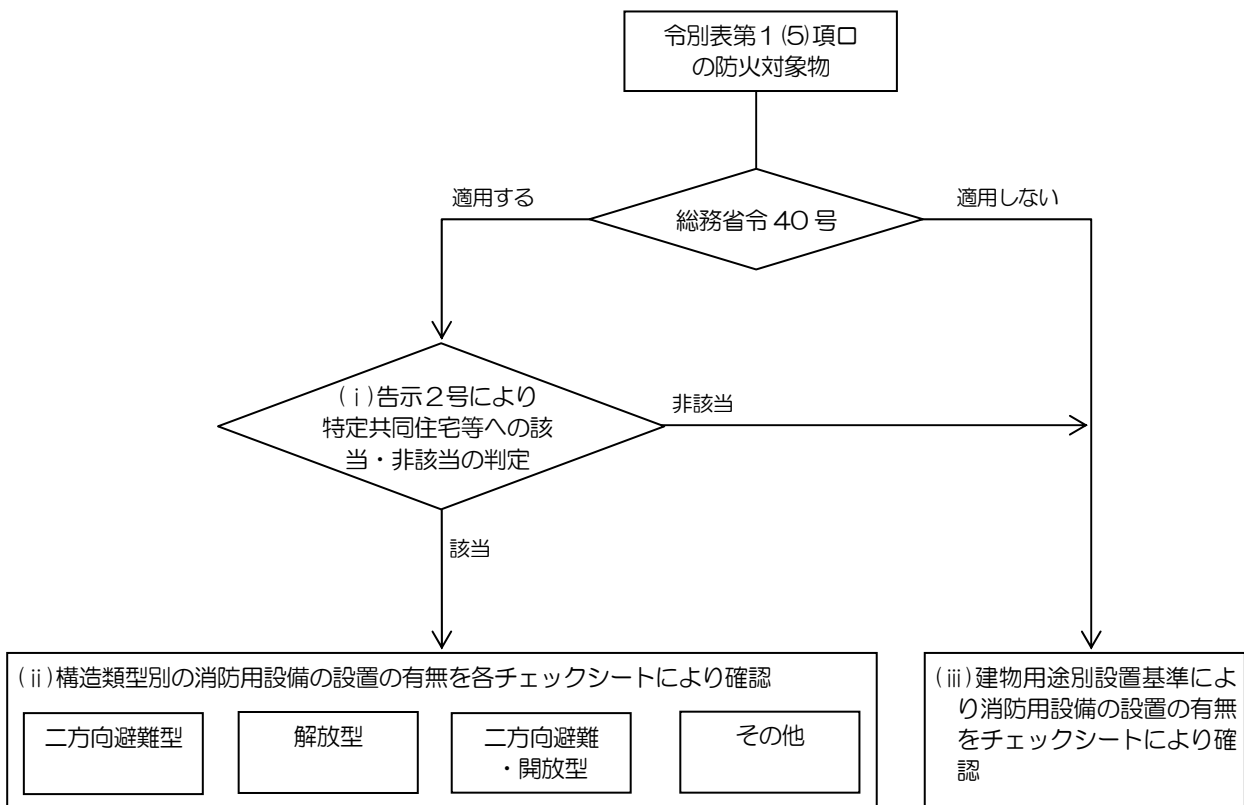 令別表第1(5)項ロ
の防火対象物
適用する
適用しない
総務省令40号
(ⅰ)告示2号により
特定共同住宅等への該
当・非該当の判定
非該当
該当
(ⅱ)構造類型別の消防用設備の設置の有無を各チェックシートにより確認
二方向避難型
解放型
二方向避難
・開放型
その他
(ⅲ)建物用途別設置基準によ
り消防用設備の設置の有無
をチェックシートにより確
認